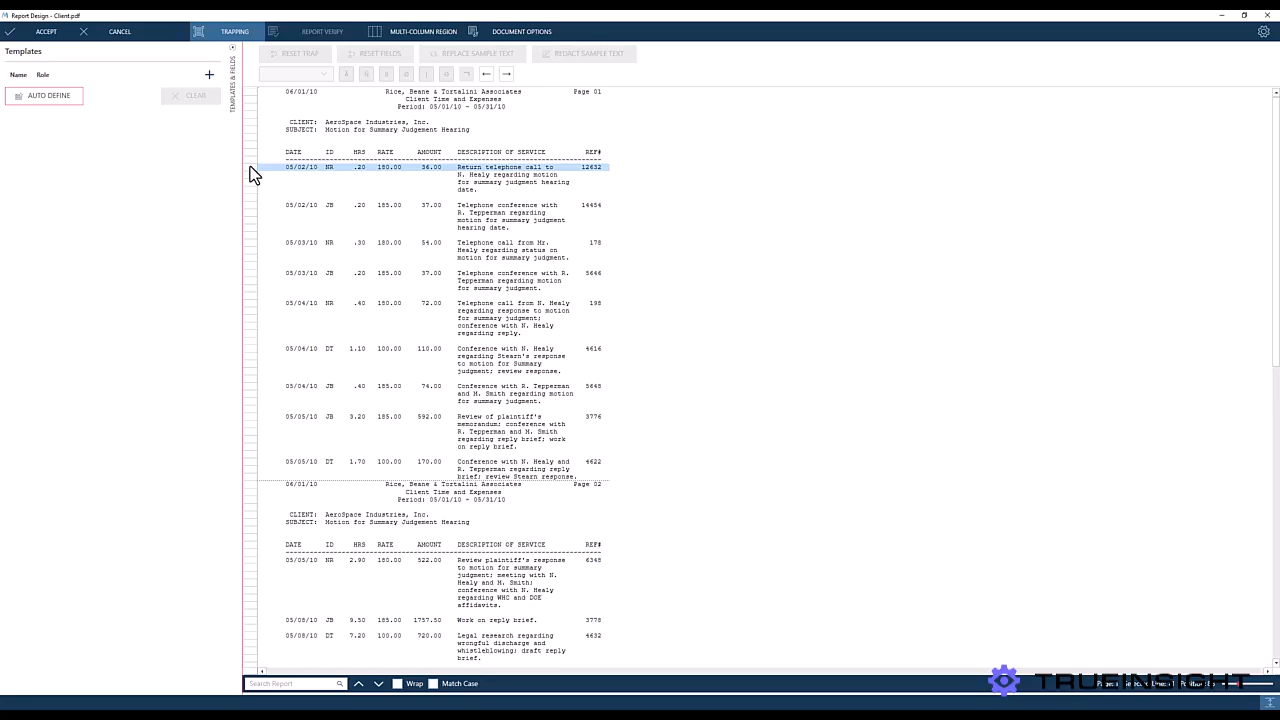 Report Design - Client.pdf
ACCEPT CANCEL TRAPPING REPORT VERIFY MULTI-COLUMN REGION DOCUMENT OPTIONS
Templates
Name Role
AUTO DEFINE CLEAR
TEMPLATES & FIELDS
RESET TRAP RESET FIELDS REPLACE SAMPLE TEXT REDACT SAMPLE TEXT
06/01/10 Rice, Beane & Tortalini Associates Page 01
Client Time and Expenses
Period: 05/01/10 - 05/31/10
CLIENT: AeroSpace Industries, Inc.
SUBJECT: Motion for Summary Judgement Hearing
DATE ID HRS RATE AMOUNT DESCRIPTION OF SERVICE REF#
05/02/10 NR .20 180.00 36.00 Return telephone call to 12632
N. Healy regarding motion
for summary judgment hearing
date.
05/02/10 JB .20 185.00 37.00 Telephone conference with 14454
R. Tepperman regarding
motion for summary judgment
hearing date.
05/03/10 NR .30 180.00 54.00 Telephone call from Mr. 178
Healy regarding status on
motion for summary judgment.
05/03/10 JB .20 185.00 37.00 Telephone conference with R. 5646
Tepperman regarding motion
for summary judgment.
05/04/10 NR .40 180.00 72.00 Telephone call from N. Healy 198
regarding response to motion
for summary judgment;
conference with N. Healy
regarding reply.
05/04/10 DT 1.10 100.00 110.00 Conference with N. Healy 4616
regarding Stearn's response
to motion for Summary
judgment; review response.
05/04/10 JB .40 185.00 74.00 Conference with R. Tepperman 5648
and M. Smith regarding motion
for summary judgment.
05/05/10 JB 3.20 185.00 592.00 Review of plaintiff's 3776
memorandum; conference with
R. Tepperman and M. Smith
regarding reply brief; work
on reply brief.
05/05/10 DT 1.70 100.00 170.00 Conference with N. Healy and 4622
R. Tepperman regarding reply
brief; review Stearn response.
06/01/10 Rice, Beane & Tortalini Associates Page 02
Client Time and Expenses
Period: 05/01/10 - 05/31/10
CLIENT: AeroSpace Industries, Inc.
SUBJECT: Motion for Summary Judgement Hearing
DATE ID HRS RATE AMOUNT DESCRIPTION OF SERVICE REF#
05/05/10 NR 2.90 180.00 522.00 Review plaintiff's response 6348
to motion for summary
judgment; meeting with N.
Healy and M. Smith;
conference with N. Healy
regarding WHC and DOE
affidavits.
05/08/10 JB 9.50 185.00 1757.50 Work on reply brief. 3778
05/08/10 DT 7.20 100.00 720.00 Legal research regarding 4632
wrongful discharge and
whistleblowing; draft reply
brief.
Search Report Wrap Match Case
TRUEINSIGHT